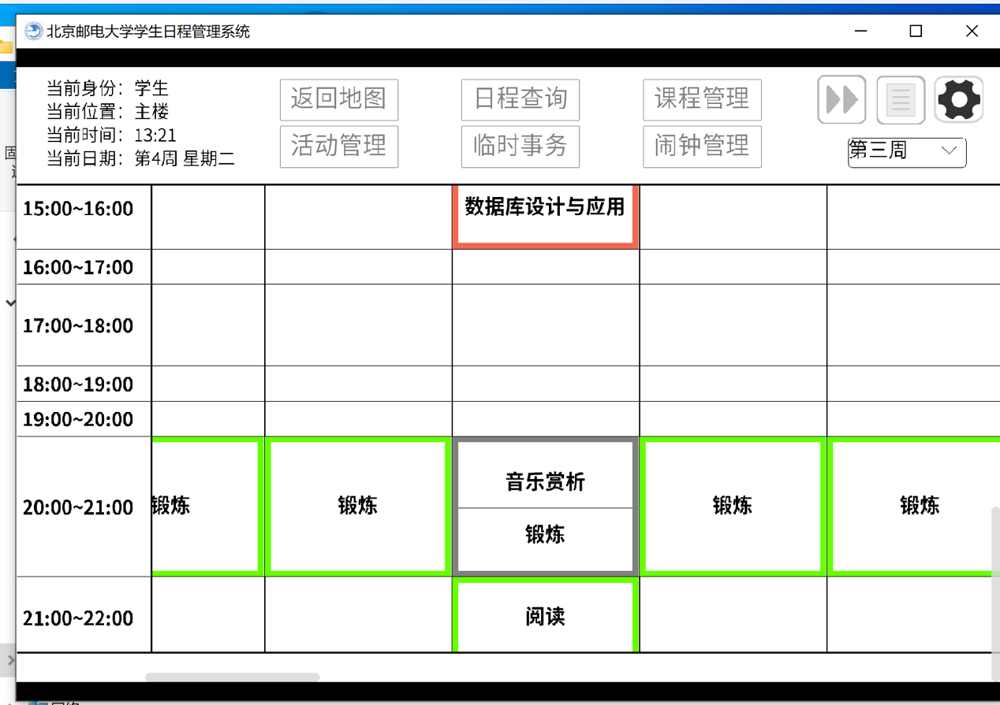 北京邮电大学学生日程管理系统
当前身份：学生
当前位置：主楼
当前时间：13:21
当前日期：第4周 星期二
返回地图 日程查询 课程管理
活动管理 临时事务 闹钟管理
第三周
15:00~16:00 数据库设计与应用
16:00~17:00
17:00~18:00
18:00~19:00
19:00~20:00
20:00~21:00 锻炼 锻炼 音乐赏析 锻炼 锻炼
锻炼
21:00~22:00 阅读